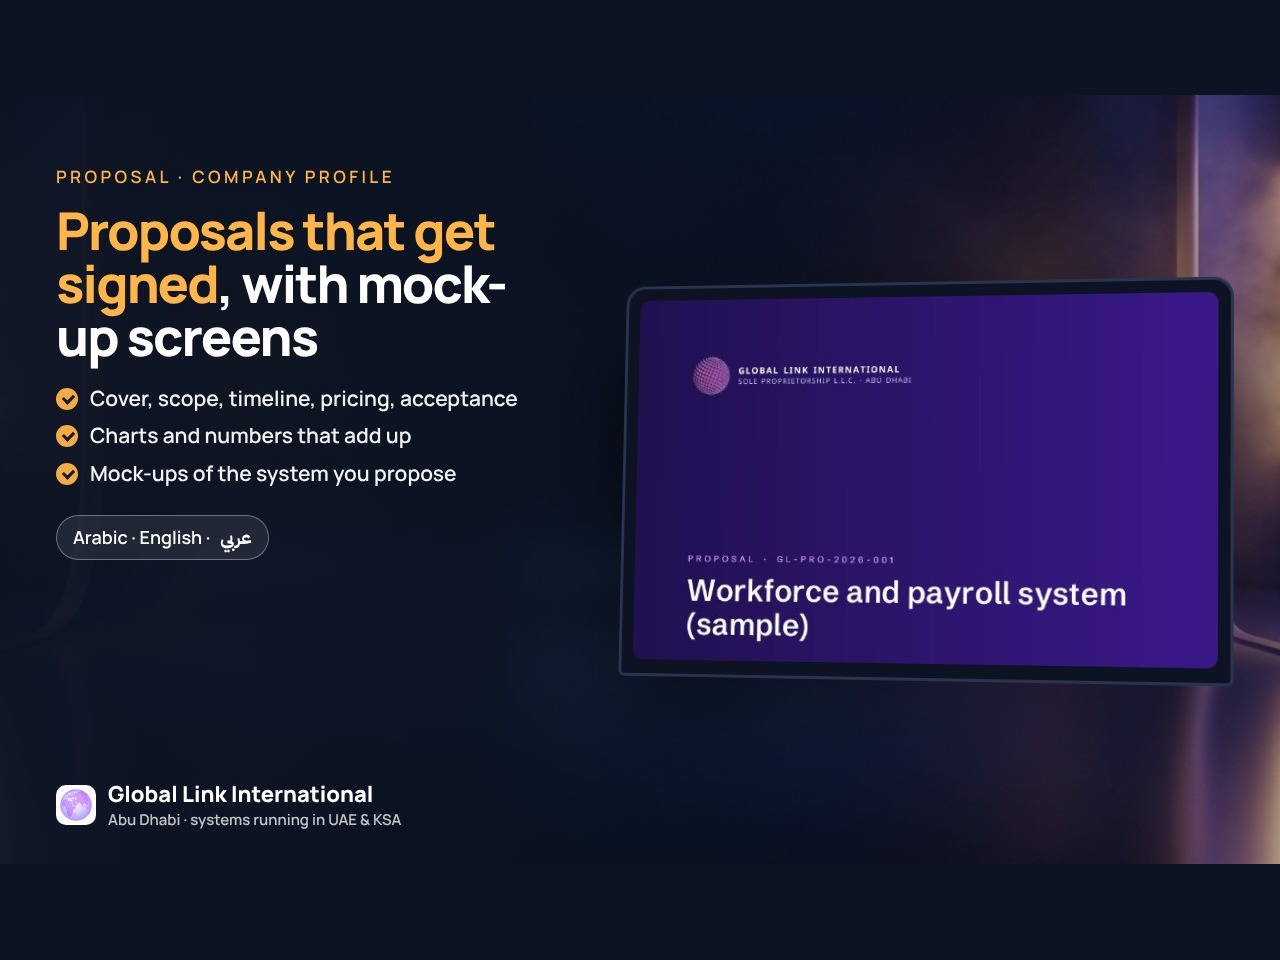 PROPOSAL · COMPANY PROFILE
Proposals that get
signed, with mock-
up screens
Cover, scope, timeline, pricing, acceptance
Charts and numbers that add up
Mock-ups of the system you propose
Arabic · English · عربي
GLOBAL LINK INTERNATIONAL
SOLE PROPRIETORSHIP L.L.C. · ABU DHABI
PROPOSAL · GL-PRO-2026-001
Workforce and payroll system
(sample)
Global Link International
Abu Dhabi · systems running in UAE & KSA